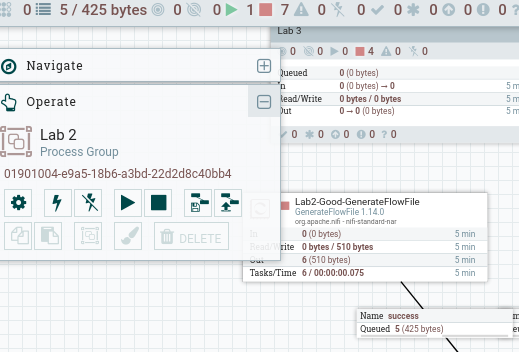 0 5 / 425 bytes 0 0 1 7 0 0 0 0 0 0
Lab 3
0 0 0 4 0 0
Queued 0 (0 bytes)
In 0 (0 bytes) → 0 5 m
Read/Write 0 bytes / 0 bytes 5 m
Out 0 → 0 (0 bytes) 5 m
0 0 0 0 ? 0
Navigate
Operate
Lab 2
Process Group
01901004-e9a5-18b6-a3bd-22d2d8c40bb4
DELETE
Lab2-Good-GenerateFlowFile
GenerateFlowFile 1.14.0
org.apache.nifi - nifi-standard-nar
In 0 (0 bytes) 5 min
Read/Write 0 bytes / 510 bytes 5 min
Out 6 (510 bytes) 5 min
Tasks/Time 6 / 00:00:00.075 5 min
Name success
Queued 5 (425 bytes)